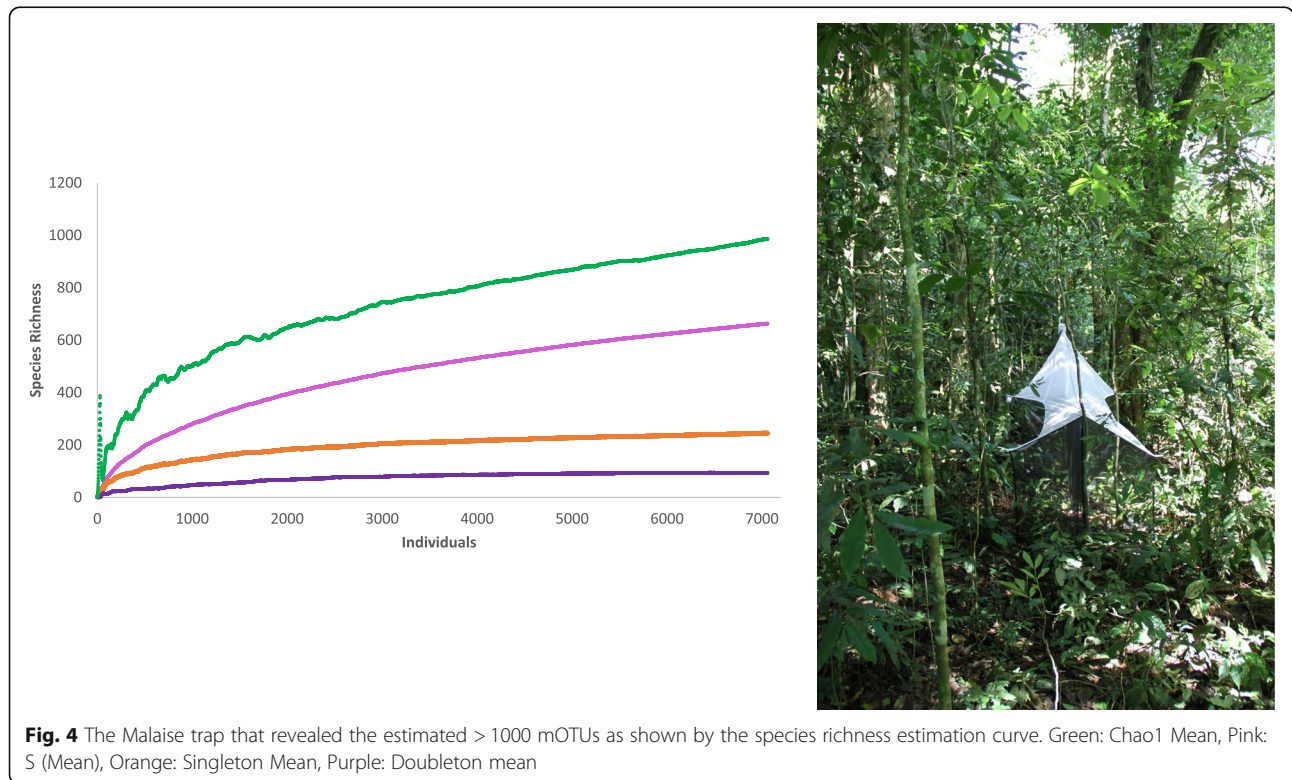 1200
1000
800
600
400
200
0
Species Richness
0 1000 2000 3000 4000 5000 6000 7000
Individuals
Fig. 4 The Malaise trap that revealed the estimated > 1000 mOTUs as shown by the species richness estimation curve. Green: Chao1 Mean, Pink:
S (Mean), Orange: Singleton Mean, Purple: Doubleton mean